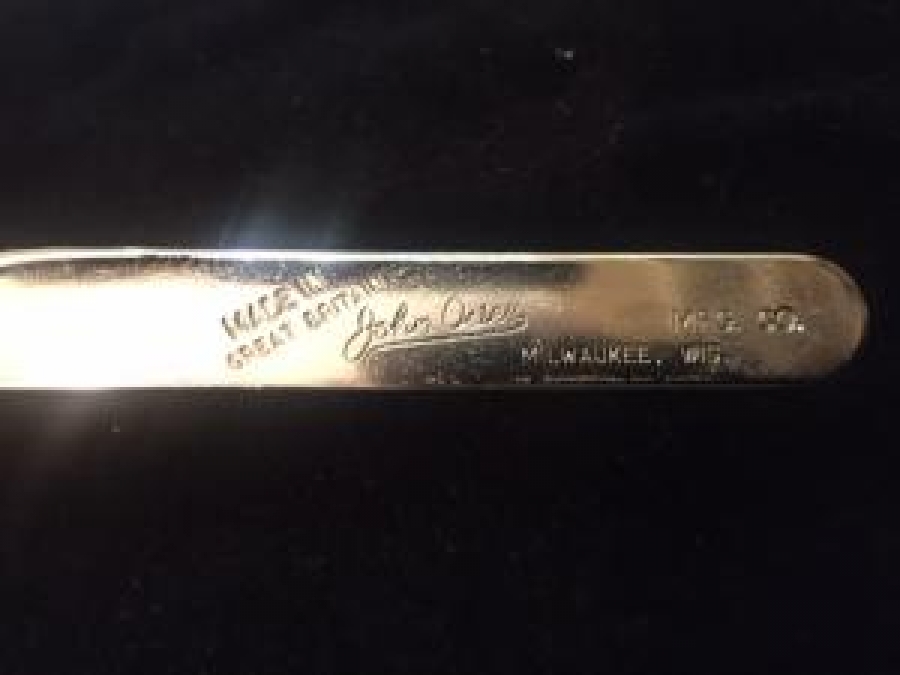 MADE IN
GREAT BRITAIN
John Oster MFG. CO.
MILWAUKEE, WIS.